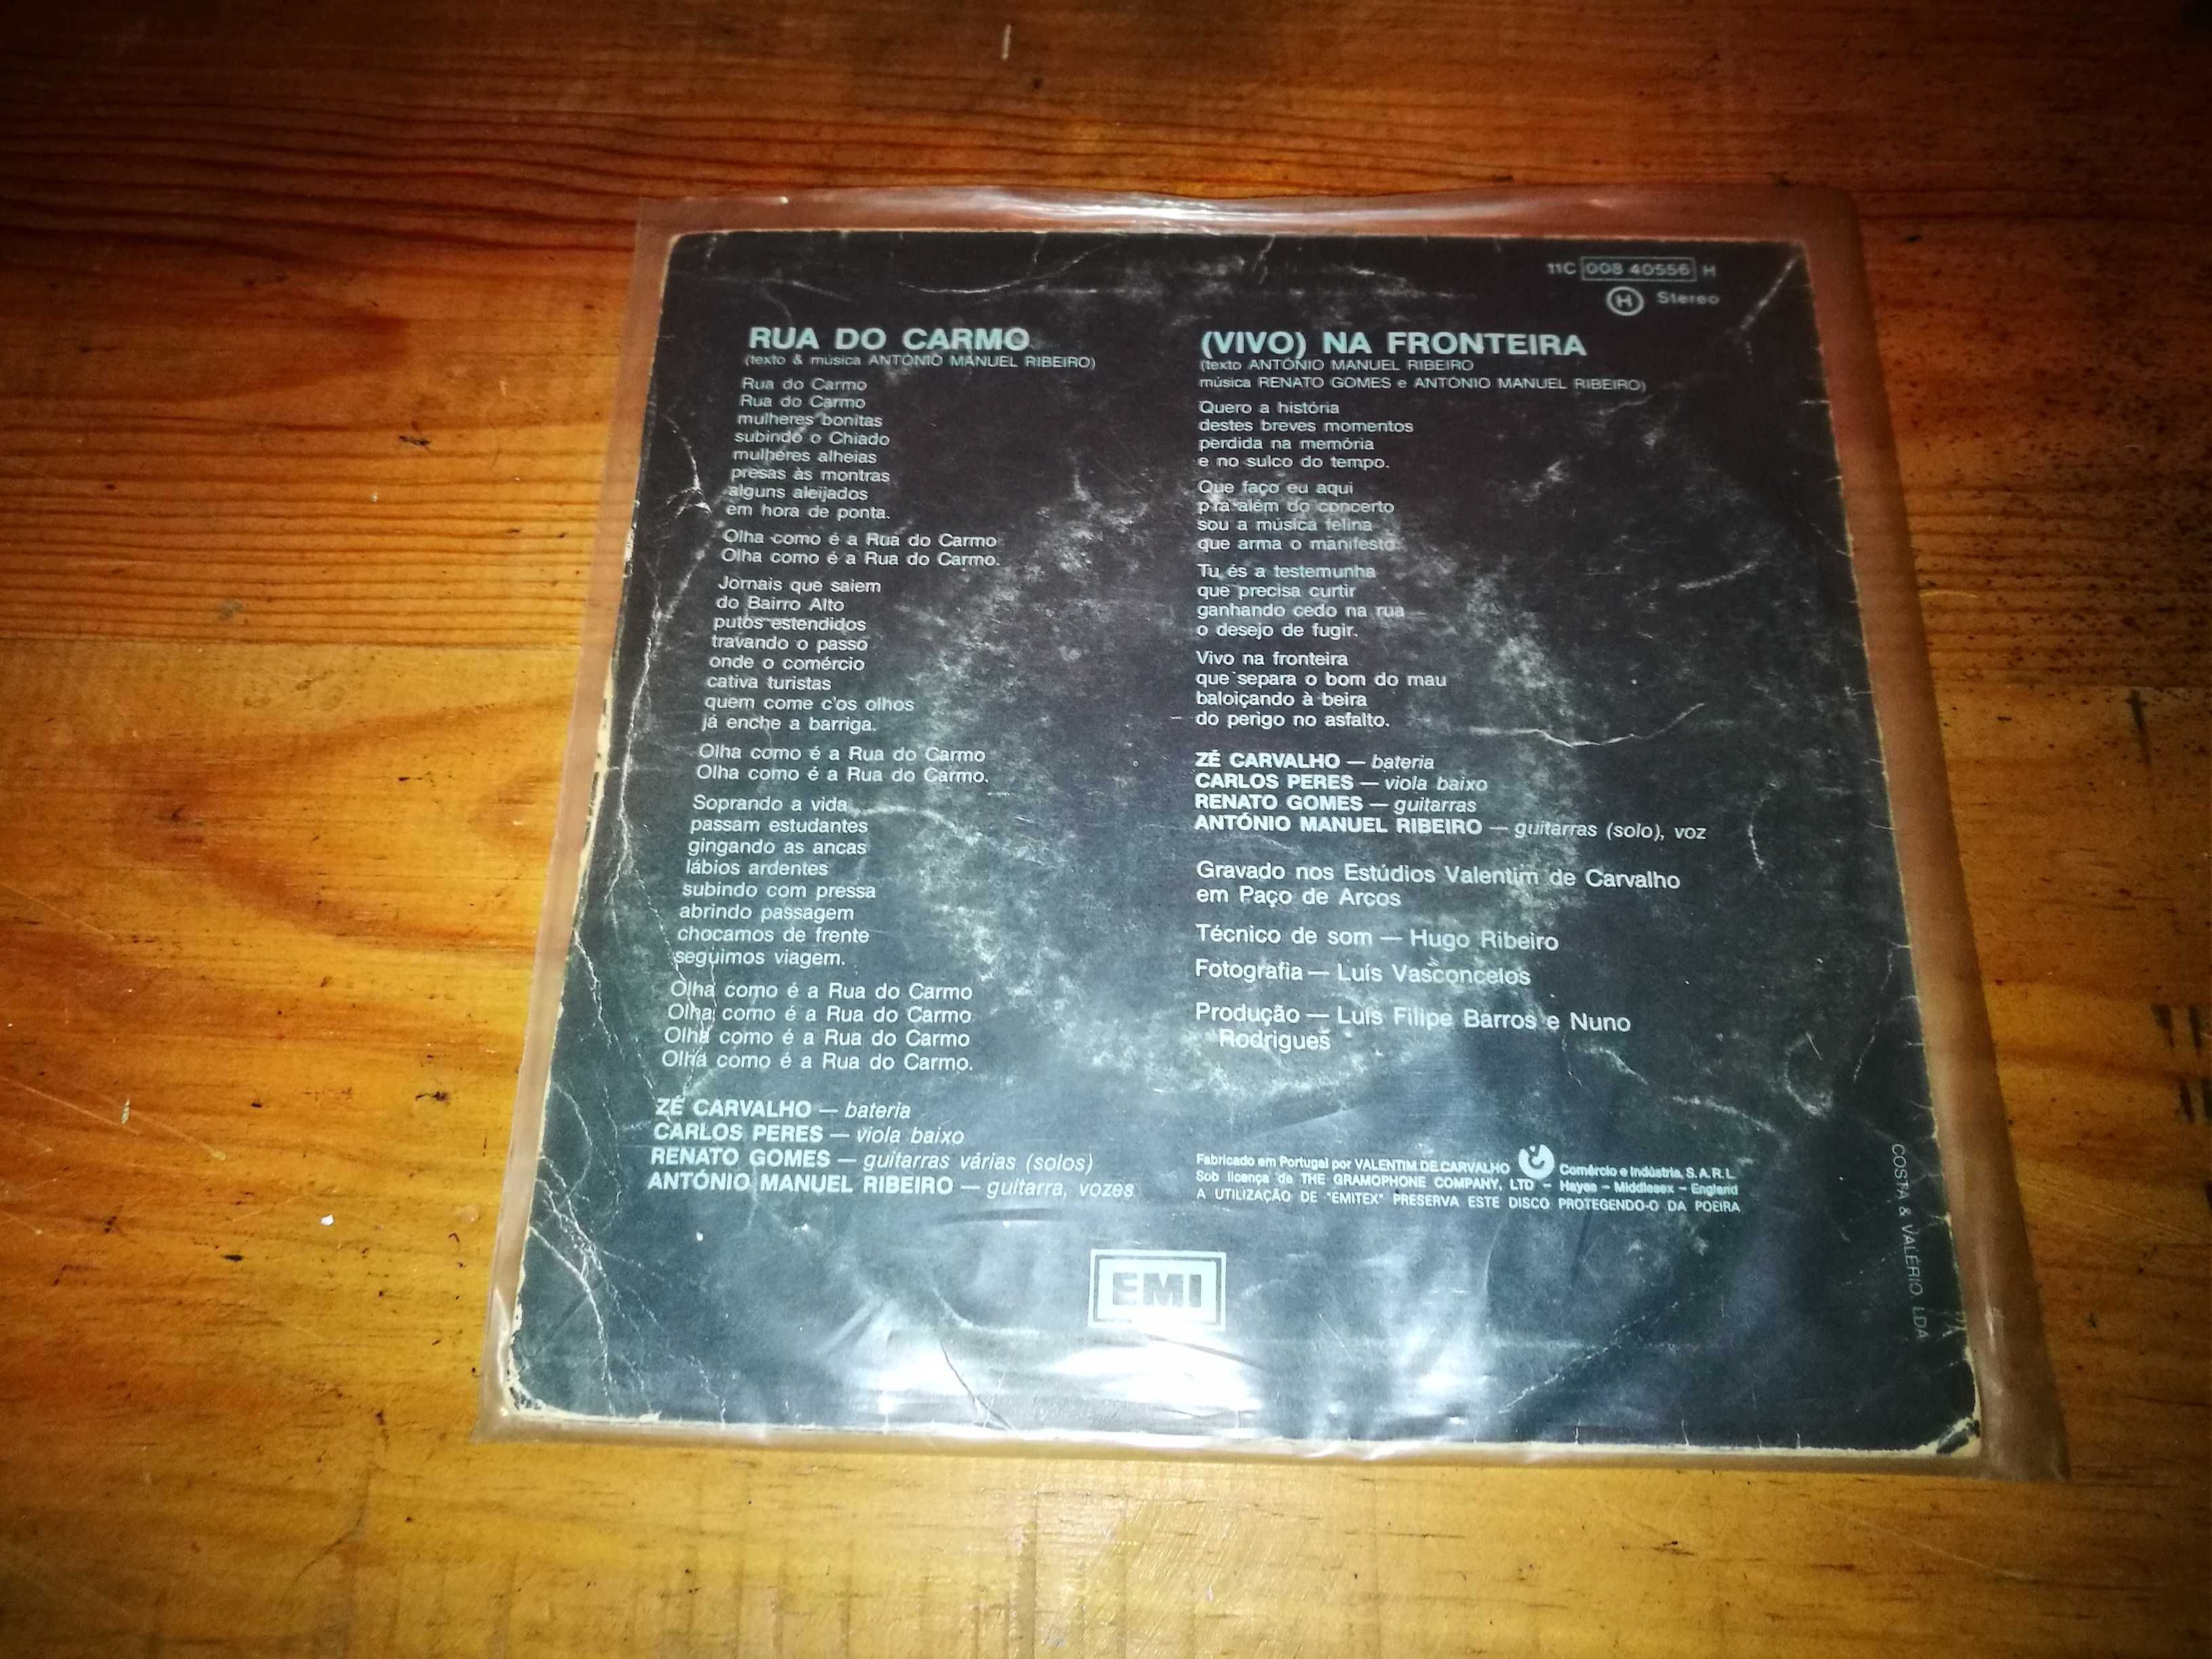 11C 008 40556 H
H Stereo
RUA DO CARMO
(texto & música ANTÓNIO MANUEL RIBEIRO)
Rua do Carmo
Rua do Carmo
mulheres bonitas
subindo o Chiado
mulheres alheias
presas às montras
alguns aleijados
em hora de ponta.
Olha como é a Rua do Carmo
Olha como é a Rua do Carmo.
Jornais que saiem
do Bairro Alto
putos estendidos
travando o passo
onde o comércio
cativa turistas
quem come c'os olhos
já enche a barriga.
Olha como é a Rua do Carmo
Olha como é a Rua do Carmo.
Soprando a vida
passam estudantes
gingando as ancas
lábios ardentes
subindo com pressa
abrindo passagem
chocamos de frente
seguimos viagem.
Olha como é a Rua do Carmo
Olha como é a Rua do Carmo
Olha como é a Rua do Carmo
Olha como é a Rua do Carmo.
ZÉ CARVALHO — bateria
CARLOS PERES — viola baixo
RENATO GOMES — guitarras várias (solos)
ANTÓNIO MANUEL RIBEIRO — guitarra, vozes
(VIVO) NA FRONTEIRA
(texto ANTÓNIO MANUEL RIBEIRO
música RENATO GOMES e ANTÓNIO MANUEL RIBEIRO)
Quero a história
destes breves momentos
perdida na memória
e no sulco do tempo.
Que faço eu aqui
p'ra além do concerto
sou a música felina
que arma o manifesto.
Tu és a testemunha
que precisa curtir
ganhando cedo na rua
o desejo de fugir.
Vivo na fronteira
que separa o bom do mau
baloiçando à beira
do perigo no asfalto.
ZÉ CARVALHO — bateria
CARLOS PERES — viola baixo
RENATO GOMES — guitarras
ANTÓNIO MANUEL RIBEIRO — guitarras (solo), voz
Gravado nos Estúdios Valentim de Carvalho
em Paço de Arcos
Técnico de som — Hugo Ribeiro
Fotografia — Luís Vasconcelos
Produção — Luís Filipe Barros e Nuno
Rodrigues
Fabricado em Portugal por VALENTIM DE CARVALHO Comércio e Indústria, S.A.R.L.
Sob licença de THE GRAMOPHONE COMPANY, LTD – Hayes – Middlesex – England
A UTILIZAÇÃO DE "EMITEX" PRESERVA ESTE DISCO PROTEGENDO-O DA POEIRA
EMI
COSTA & VALÉRIO, LDA